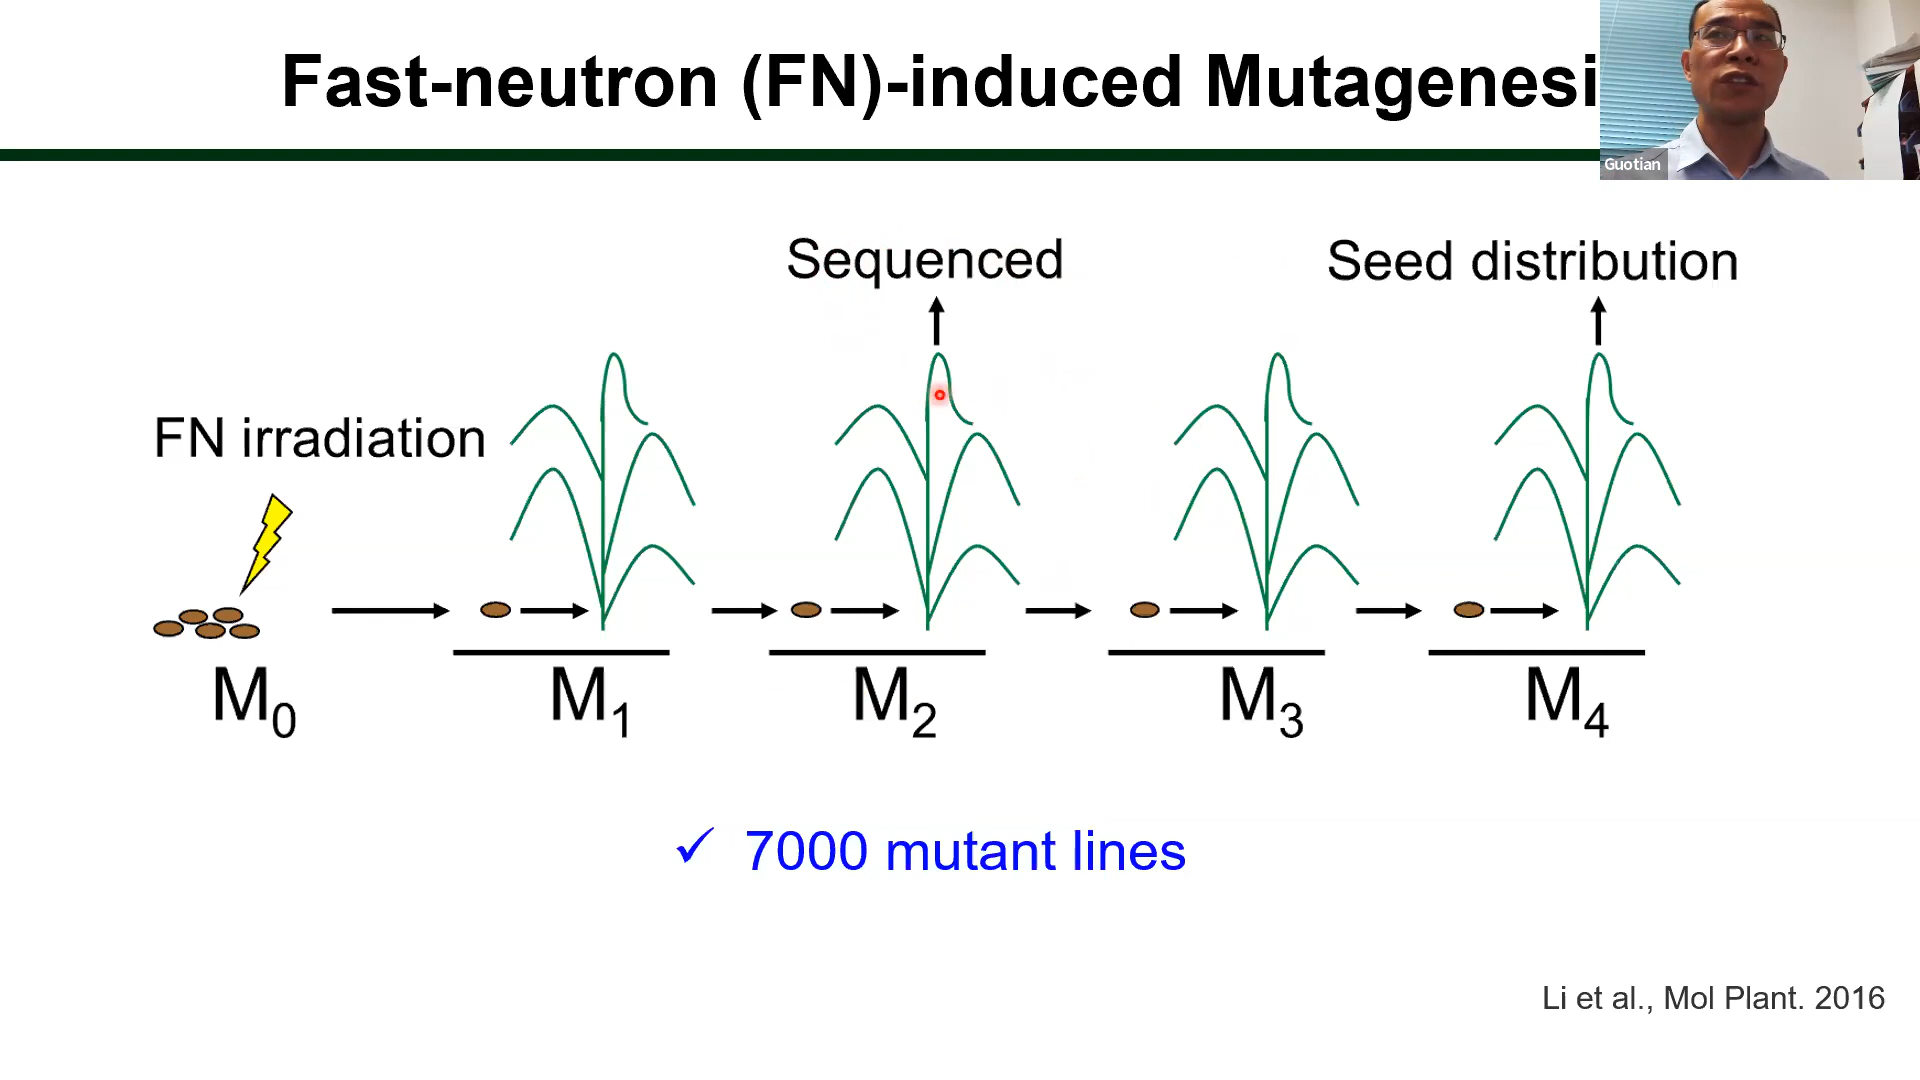 Fast-neutron (FN)-induced Mutagenesi
Guotian
Sequenced
Seed distribution
FN irradiation
M0
M1
M2
M3
M4
✓ 7000 mutant lines
Li et al., Mol Plant. 2016